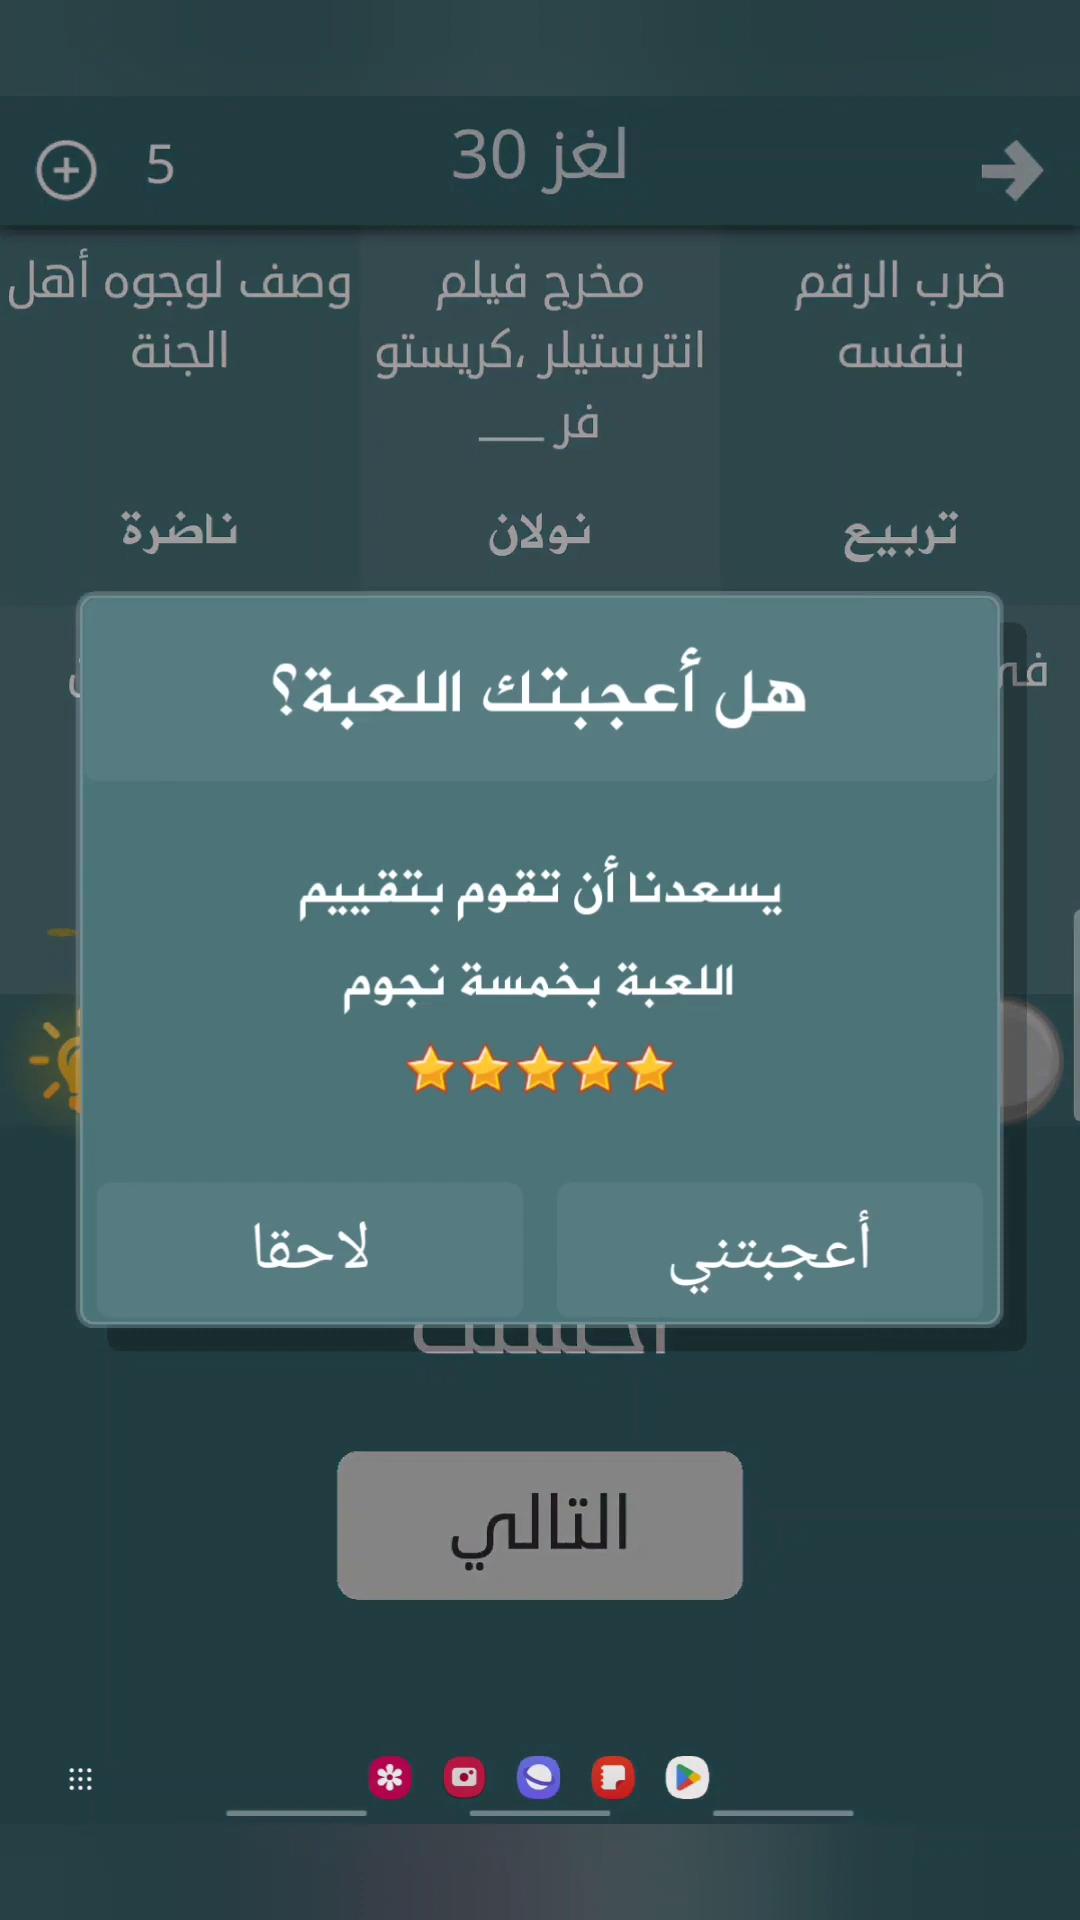 لغز 30
5
ضرب الرقم
بنفسه
تربيع
مخرج فيلم
انترستيلر ،كريستو
فر ___
نولان
وصف لوجوه أهل
الجنة
ناضرة
هل أعجبتك اللعبة؟
يسعدنا أن تقوم بتقييم
اللعبة بخمسة نجوم
أعجبتني
لاحقا
التالي